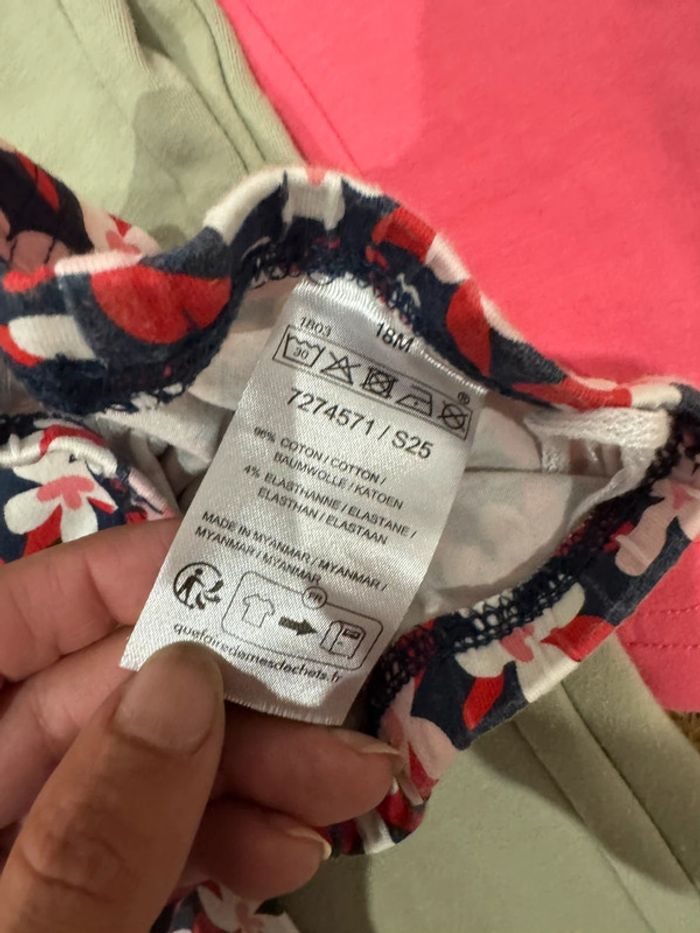 1803
18M
30
®
7274571 / S25
96% COTON / COTTON /
BAUMWOLLE / KATOEN
4% ELASTHANNE / ELASTANE /
ELASTHAN / ELASTAAN
MADE IN MYANMAR / MYANMAR /
MYANMAR / MYANMAR
FR
quefairedemesdechets.fr